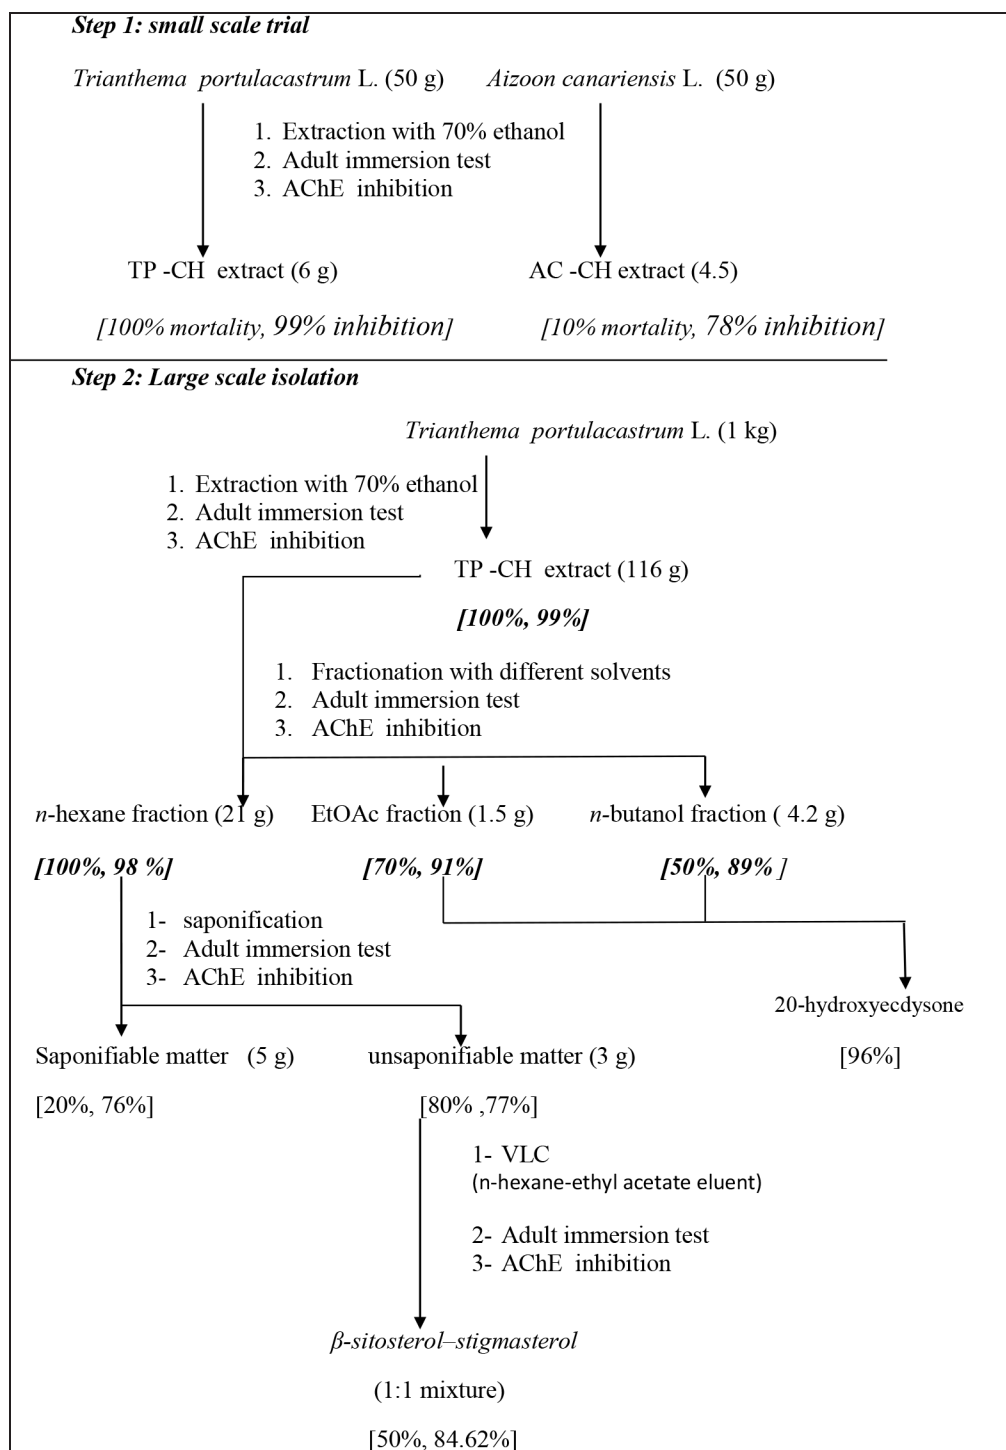 Step 1: small scale trial
Trianthema portulacastrum L. (50 g)
Aizoon canariensis L. (50 g)
1. Extraction with 70% ethanol
2. Adult immersion test
3. AChE inhibition
TP -CH extract (6 g)
AC -CH extract (4.5)
[100% mortality, 99% inhibition]
[10% mortality, 78% inhibition]
Step 2: Large scale isolation
Trianthema portulacastrum L. (1 kg)
1. Extraction with 70% ethanol
2. Adult immersion test
3. AChE inhibition
TP -CH extract (116 g)
[100%, 99%]
1. Fractionation with different solvents
2. Adult immersion test
3. AChE inhibition
n-hexane fraction (21 g)
EtOAc fraction (1.5 g)
n-butanol fraction ( 4.2 g)
[100%, 98 %]
[70%, 91%]
[50%, 89% ]
1- saponification
2- Adult immersion test
3- AChE inhibition
20-hydroxyecdysone
[96%]
Saponifiable matter (5 g)
unsaponifiable matter (3 g)
[20%, 76%]
[80% ,77%]
1- VLC
(n-hexane-ethyl acetate eluent)
2- Adult immersion test
3- AChE inhibition
β-sitosterol–stigmasterol
(1:1 mixture)
[50%, 84.62%]